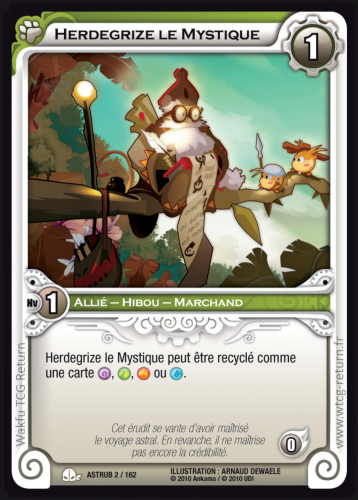 HERDEGRIZE LE MYSTIQUE
1
Nv 1
ALLIÉ – HIBOU – MARCHAND
Herdegrize le Mystique peut être recyclé comme
une carte , , ou .
Cet érudit se vante d'avoir maîtrisé
le voyage astral. En revanche, il ne maîtrise
pas encore la crédibilité.
0
ASTRUB 2 / 162
ILLUSTRATION : ARNAUD DEWAELE
© 2010 Ankama / © 2010 UDI
Wakfu TCG Return
www.wtcg-return.fr